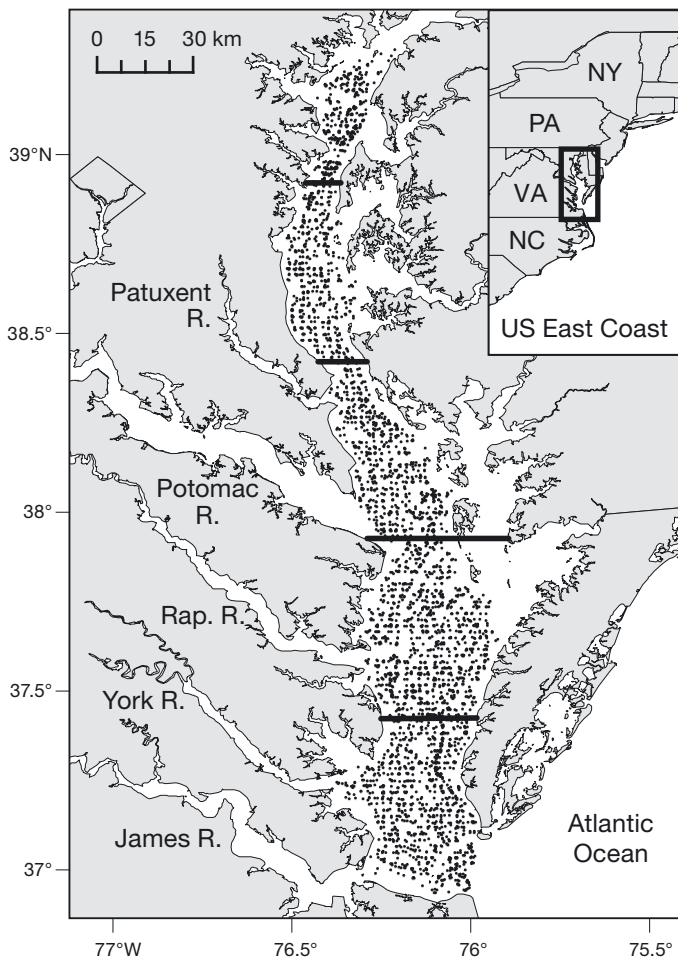 0 15 30 km
NY
PA
VA
NC
US East Coast
39°N
38.5°
38°
37.5°
37°
Patuxent
R.
Potomac
R.
Rap. R.
York R.
James R.
Atlantic
Ocean
77°W 76.5° 76° 75.5°